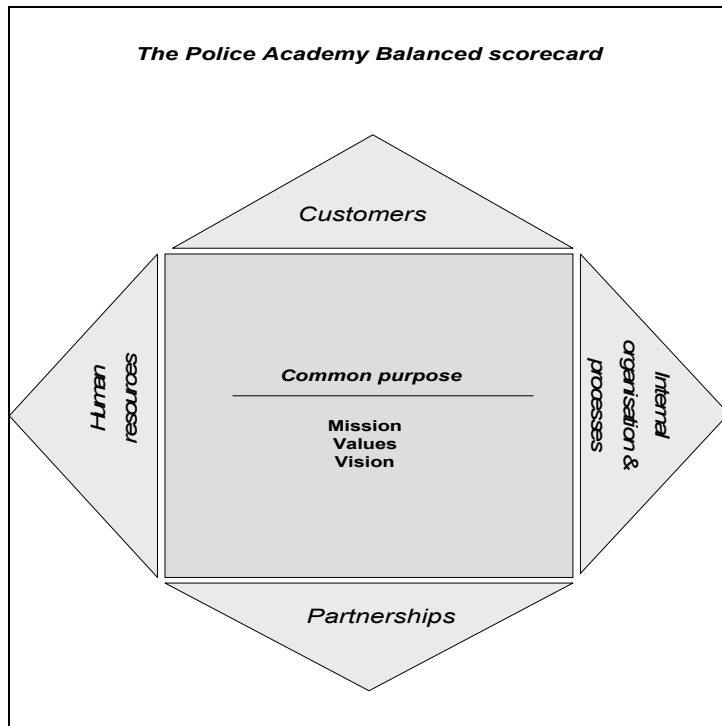 The Police Academy Balanced scorecard
Customers
Human
resources
Common purpose
Mission
Values
Vision
Internal
organisation &
processes
Partnerships